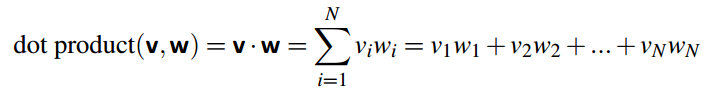 dot product(v, w) = v · w = ∑_{i=1}^{N} v_i w_i = v_1 w_1 + v_2 w_2 + ... + v_N w_N